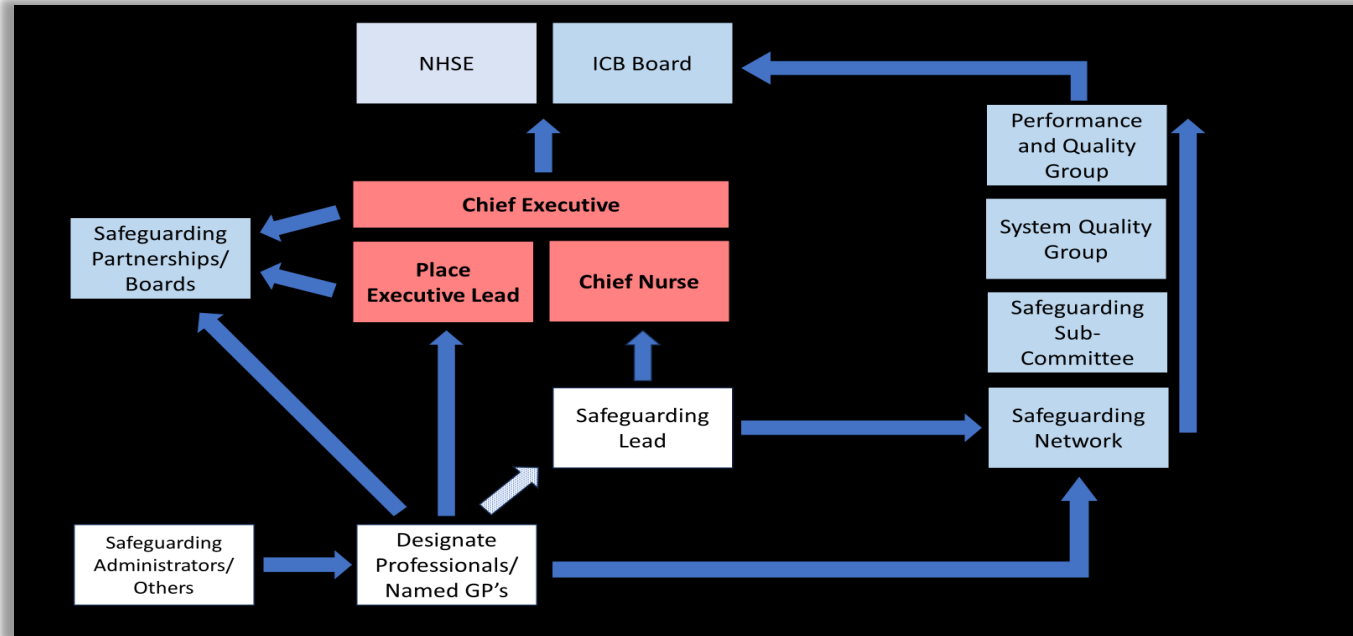 NHSE
ICB Board
Performance
and Quality
Group
Chief Executive
Safeguarding
Partnerships/
Boards
System Quality
Group
Place
Executive Lead
Chief Nurse
Safeguarding
Sub-
Committee
Safeguarding
Lead
Safeguarding
Network
Safeguarding
Administrators/
Others
Designate
Professionals/
Named GP’s